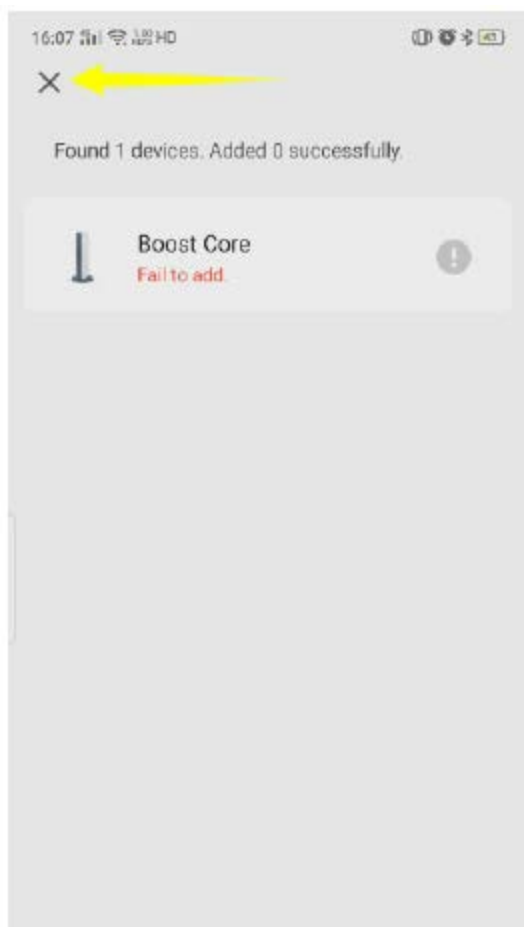 16:07 HD
Found 1 devices. Added 0 successfully.
Boost Core
Fail to add.